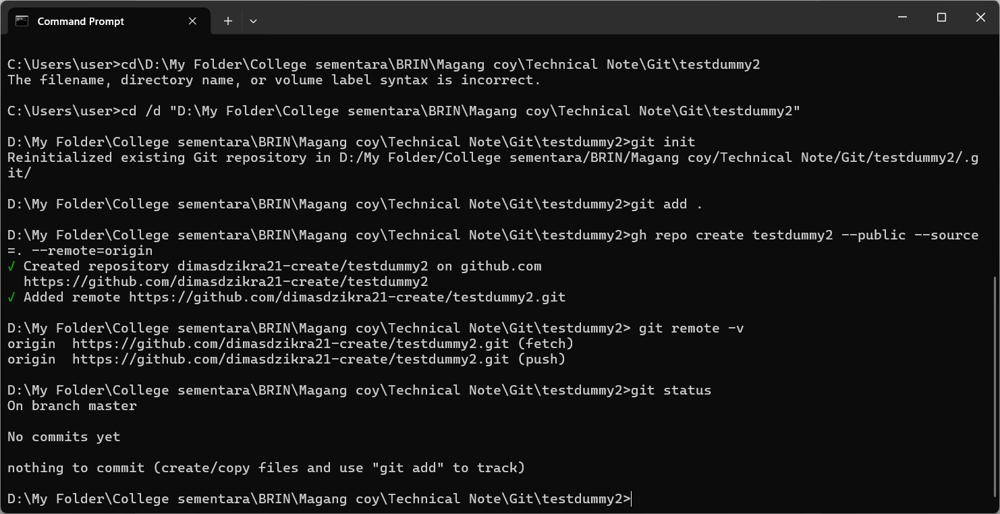 Command Prompt
C:\Users\user>cd\D:\My Folder\College sementara\BRIN\Magang coy\Technical Note\Git\testdummy2
The filename, directory name, or volume label syntax is incorrect.
C:\Users\user>cd /d "D:\My Folder\College sementara\BRIN\Magang coy\Technical Note\Git\testdummy2"
D:\My Folder\College sementara\BRIN\Magang coy\Technical Note\Git\testdummy2>git init
Reinitialized existing Git repository in D:/My Folder/College sementara/BRIN/Magang coy/Technical Note/Git/testdummy2/.g
it/
D:\My Folder\College sementara\BRIN\Magang coy\Technical Note\Git\testdummy2>git add .
D:\My Folder\College sementara\BRIN\Magang coy\Technical Note\Git\testdummy2>gh repo create testdummy2 --public --source
=. --remote=origin
✓ Created repository dimasdzikra21-create/testdummy2 on github.com
https://github.com/dimasdzikra21-create/testdummy2
✓ Added remote https://github.com/dimasdzikra21-create/testdummy2.git
D:\My Folder\College sementara\BRIN\Magang coy\Technical Note\Git\testdummy2> git remote -v
origin  https://github.com/dimasdzikra21-create/testdummy2.git (fetch)
origin  https://github.com/dimasdzikra21-create/testdummy2.git (push)
D:\My Folder\College sementara\BRIN\Magang coy\Technical Note\Git\testdummy2>git status
On branch master
No commits yet
nothing to commit (create/copy files and use "git add" to track)
D:\My Folder\College sementara\BRIN\Magang coy\Technical Note\Git\testdummy2>